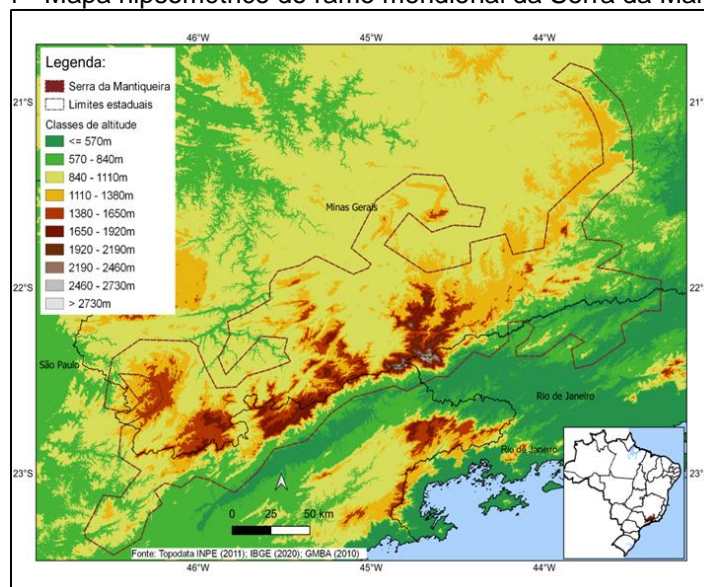 Mapa hipsométrico do ramo meridional da Serra da
46°W 45°W 44°W
Legenda:
Serra da Mantiqueira
Limites estaduais
Classes de altitude
<= 570m
570 - 840m
840 - 1110m
1110 - 1380m
1380 - 1650m
1650 - 1920m
1920 - 2190m
2190 - 2460m
2460 - 2730m
> 2730m
21°S 21°S
Minas Gerais
22°S 22°S
São Paulo
Rio de Janeiro
Rio de Janeiro
23°S 23°S
0 25 50 km
Fonte: Topodata INPE (2011); IBGE (2020); GMBA (2010)
46°W 45°W 44°W